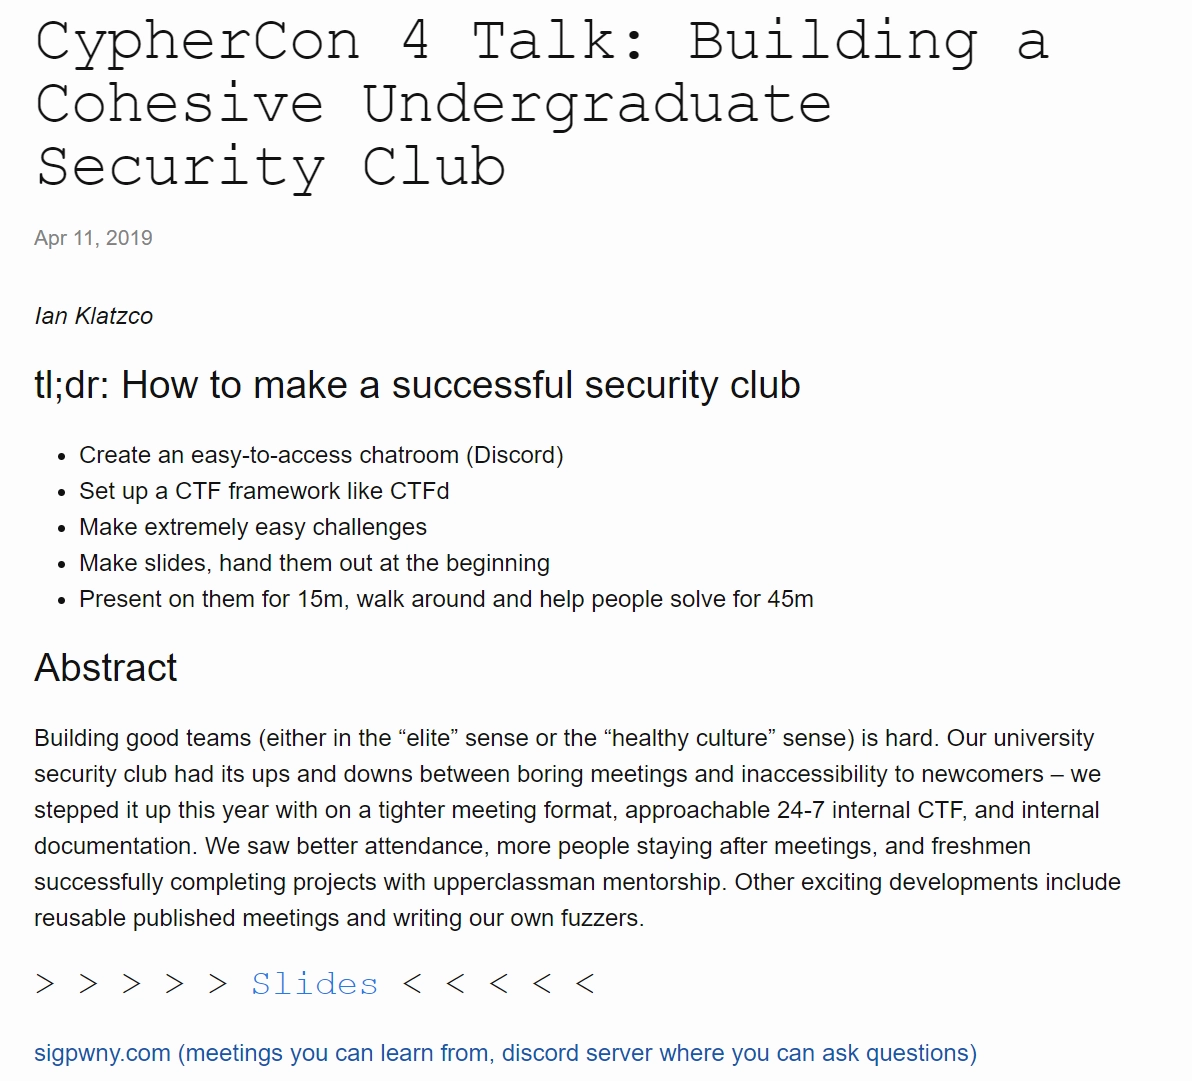 CypherCon 4 Talk: Building a
Cohesive Undergraduate
Security Club
Apr 11, 2019
Ian Klatzco
tl;dr: How to make a successful security club
• Create an easy-to-access chatroom (Discord)
• Set up a CTF framework like CTFd
• Make extremely easy challenges
• Make slides, hand them out at the beginning
• Present on them for 15m, walk around and help people solve for 45m
Abstract
Building good teams (either in the “elite” sense or the “healthy culture” sense) is hard. Our university
security club had its ups and downs between boring meetings and inaccessibility to newcomers – we
stepped it up this year with on a tighter meeting format, approachable 24-7 internal CTF, and internal
documentation. We saw better attendance, more people staying after meetings, and freshmen
successfully completing projects with upperclassman mentorship. Other exciting developments include
reusable published meetings and writing our own fuzzers.
> > > > > Slides < < < < <
sigpwny.com (meetings you can learn from, discord server where you can ask questions)